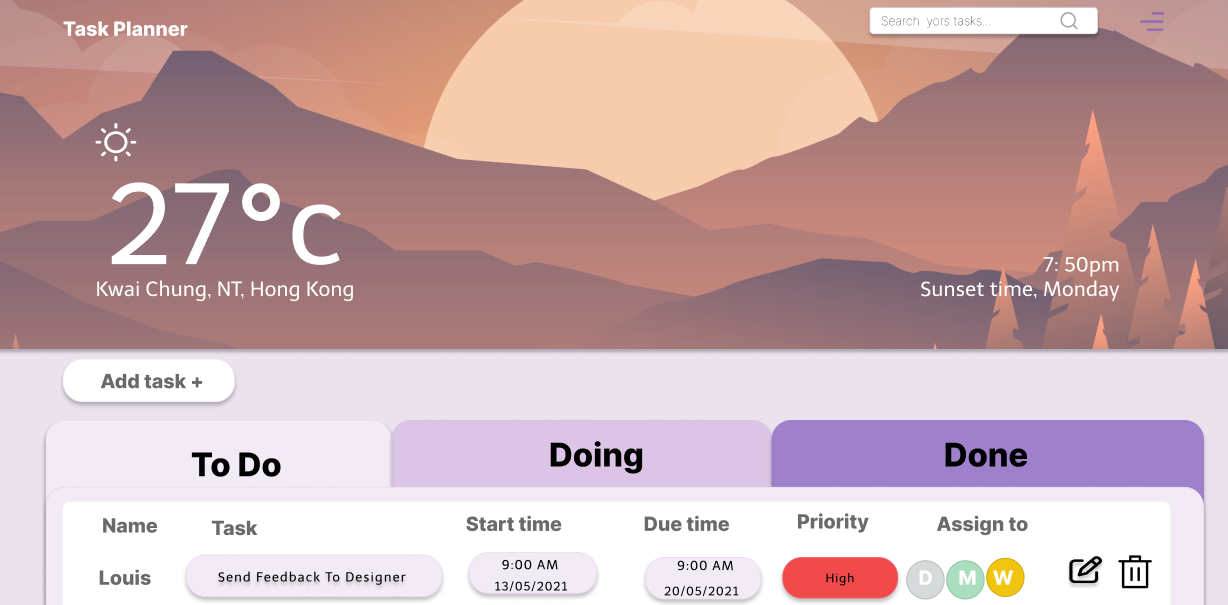 Task Planner
Search yors tasks...
27°c
Kwai Chung, NT, Hong Kong
7: 50pm
Sunset time, Monday
Add task +
To Do
Doing
Done
Name
Task
Start time
Due time
Priority
Assign to
Louis
Send Feedback To Designer
9:00 AM
13/05/2021
9:00 AM
20/05/2021
High
D
M
W